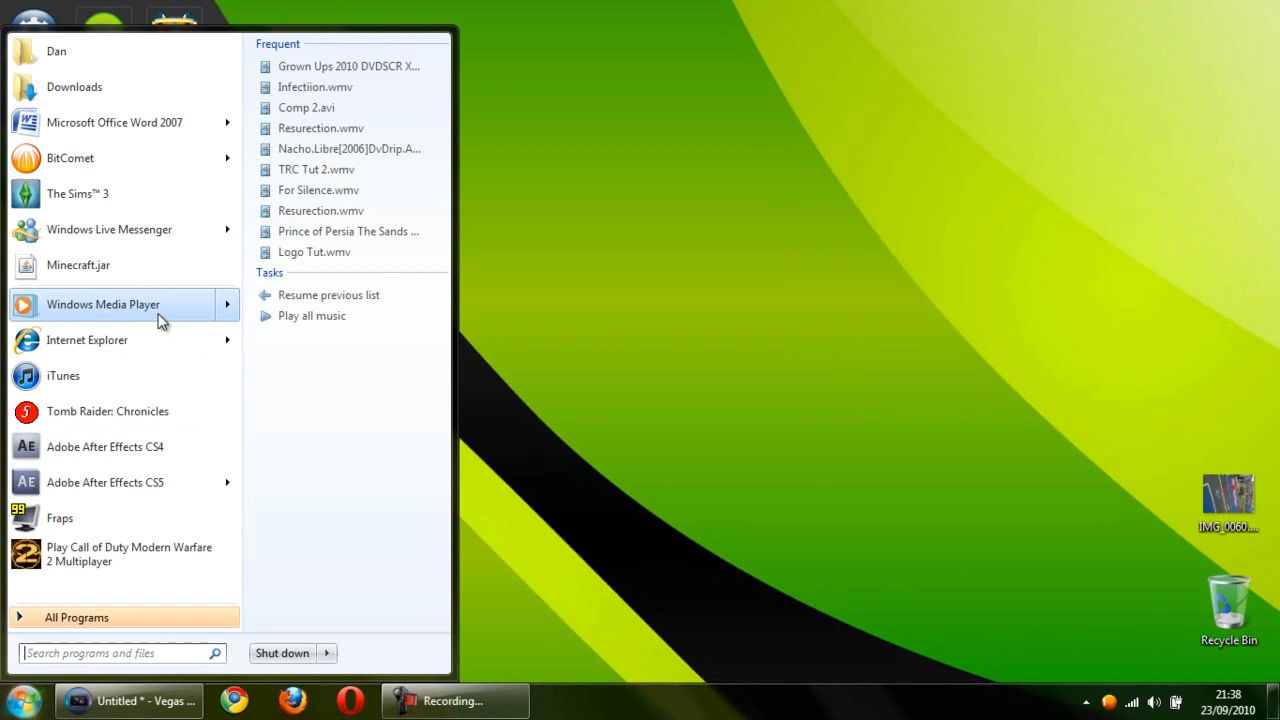 Dan
Downloads
Microsoft Office Word 2007
BitComet
The Sims™ 3
Windows Live Messenger
Minecraft.jar
Windows Media Player
Internet Explorer
iTunes
5
Tomb Raider: Chronicles
AE
Adobe After Effects CS4
AE
Adobe After Effects CS5
99
Fraps
2
Play Call of Duty Modern Warfare
2 Multiplayer
All Programs
Search programs and files
Shut down
Frequent
Grown Ups 2010 DVDSCR X...
Infectiion.wmv
Comp 2.avi
Resurection.wmv
Nacho.Libre[2006]DvDrip.A...
TRC Tut 2.wmv
For Silence.wmv
Resurection.wmv
Prince of Persia The Sands ...
Logo Tut.wmv
Tasks
Resume previous list
Play all music
IMG_0060....
Recycle Bin
Untitled * - Vegas ...
Recording...
21:38
23/09/2010